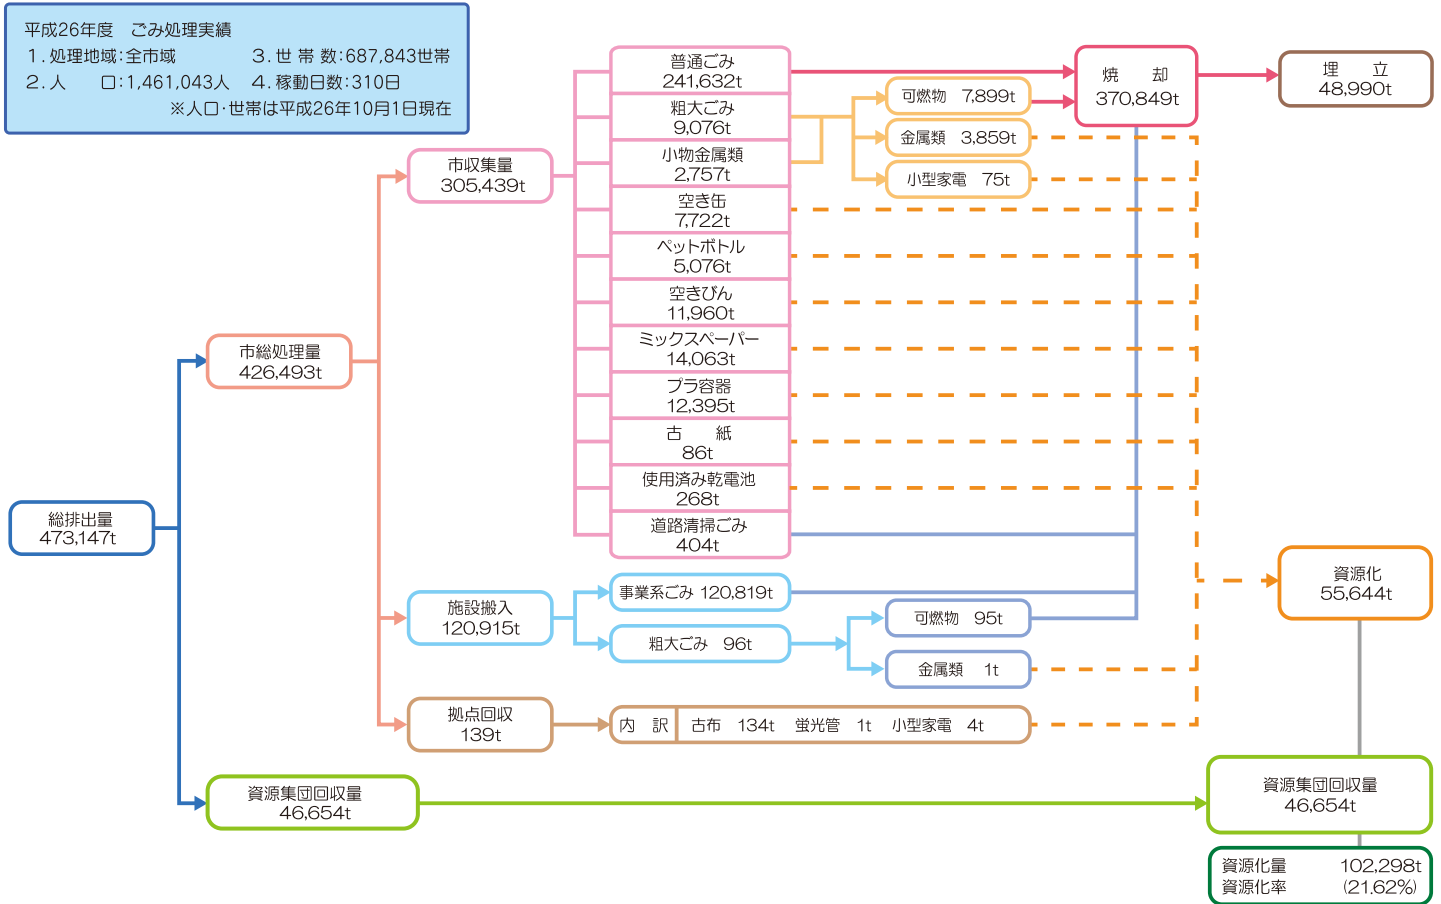 平成26年度　ごみ処理実績
1. 処理地域：全市域　3. 世 帯 数：687,843世帯
2. 人　口：1,461,043人　4. 稼動日数：310日
※人口・世帯は平成26年10月1日現在
総排出量
473,147t
市総処理量
426,493t
資源集団回収量
46,654t
市収集量
305,439t
施設搬入
120,915t
拠点回収
139t
普通ごみ
241,632t
粗大ごみ
9,076t
小物金属類
2,757t
空き缶
7,722t
ペットボトル
5,076t
空きびん
11,960t
ミックスペーパー
14,063t
プラ容器
12,395t
古　紙
86t
使用済み乾電池
268t
道路清掃ごみ
404t
事業系ごみ 120,819t
粗大ごみ　96t
内　訳　古布　134t　蛍光管　1t　小型家電　4t
可燃物　7,899t
金属類　3,859t
小型家電　75t
可燃物　95t
金属類　1t
焼　却
370,849t
埋　立
48,990t
資源化
55,644t
資源集団回収量
46,654t
資源化量　102,298t
資源化率　(21.62%)